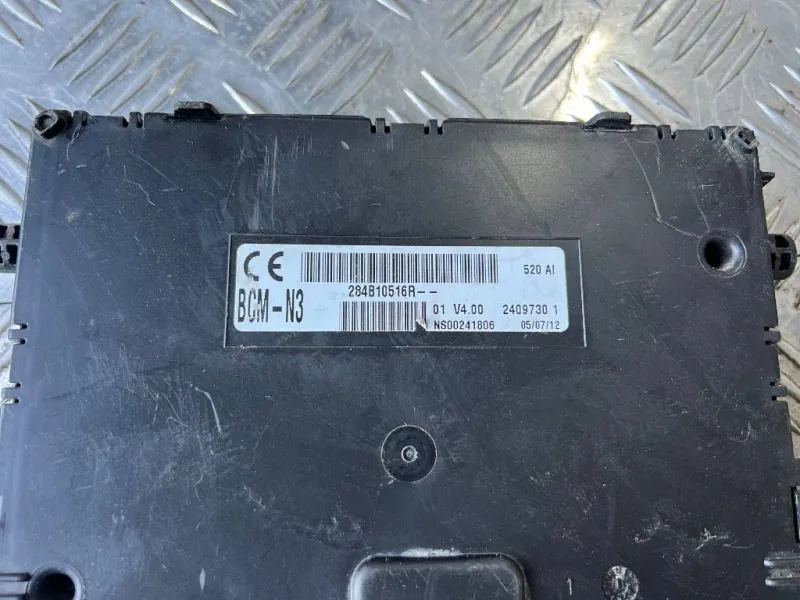 CE 520 AI
284B10516R--
BCM-N3 01 V4.00 2409730 1
NS00241806 05/07/12